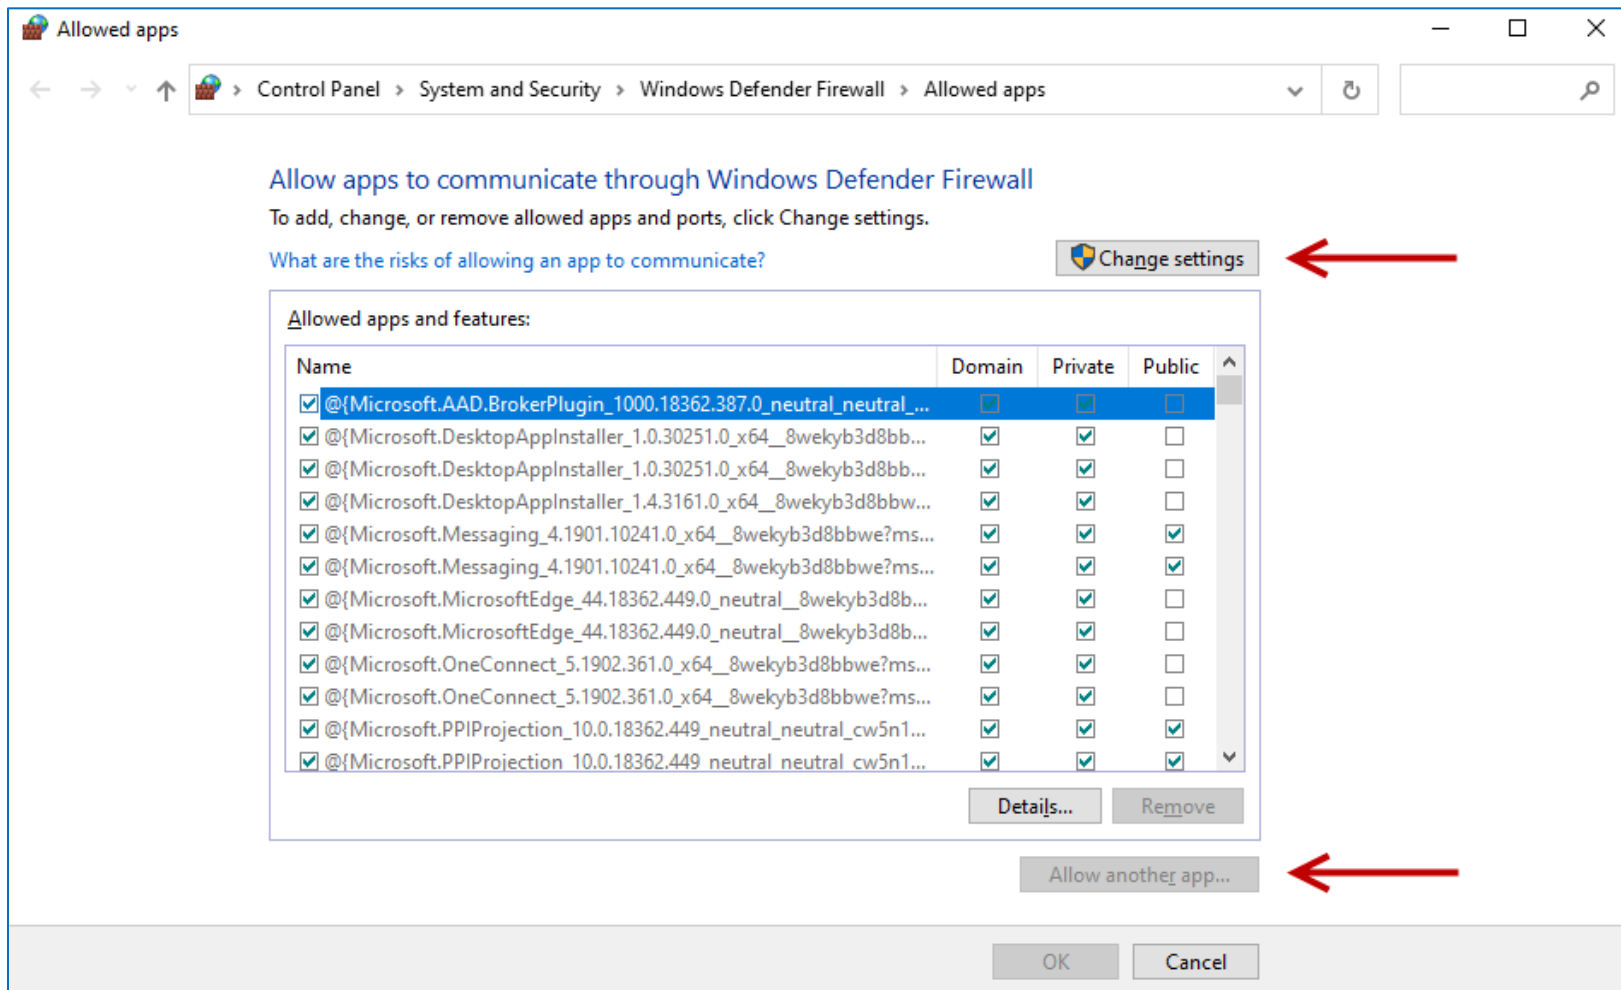 Allowed apps
Control Panel > System and Security > Windows Defender Firewall > Allowed apps
Allow apps to communicate through Windows Defender Firewall
To add, change, or remove allowed apps and ports, click Change settings.
What are the risks of allowing an app to communicate?
Change settings
Allowed apps and features:
Name Domain Private Public
@{Microsoft.AAD.BrokerPlugin_1000.18362.387.0_neutral_neutral_...
@{Microsoft.DesktopAppInstaller_1.0.30251.0_x64__8wekyb3d8bb...
@{Microsoft.DesktopAppInstaller_1.0.30251.0_x64__8wekyb3d8bb...
@{Microsoft.DesktopAppInstaller_1.4.3161.0_x64__8wekyb3d8bbw...
@{Microsoft.Messaging_4.1901.10241.0_x64__8wekyb3d8bbwe?ms...
@{Microsoft.Messaging_4.1901.10241.0_x64__8wekyb3d8bbwe?ms...
@{Microsoft.MicrosoftEdge_44.18362.449.0_neutral__8wekyb3d8b...
@{Microsoft.MicrosoftEdge_44.18362.449.0_neutral__8wekyb3d8b...
@{Microsoft.OneConnect_5.1902.361.0_x64__8wekyb3d8bbwe?ms...
@{Microsoft.OneConnect_5.1902.361.0_x64__8wekyb3d8bbwe?ms...
@{Microsoft.PPIProjection_10.0.18362.449_neutral_neutral_cw5n1...
@{Microsoft.PPIProjection_10.0.18362.449_neutral_neutral_cw5n1...
Details... Remove
Allow another app...
OK Cancel